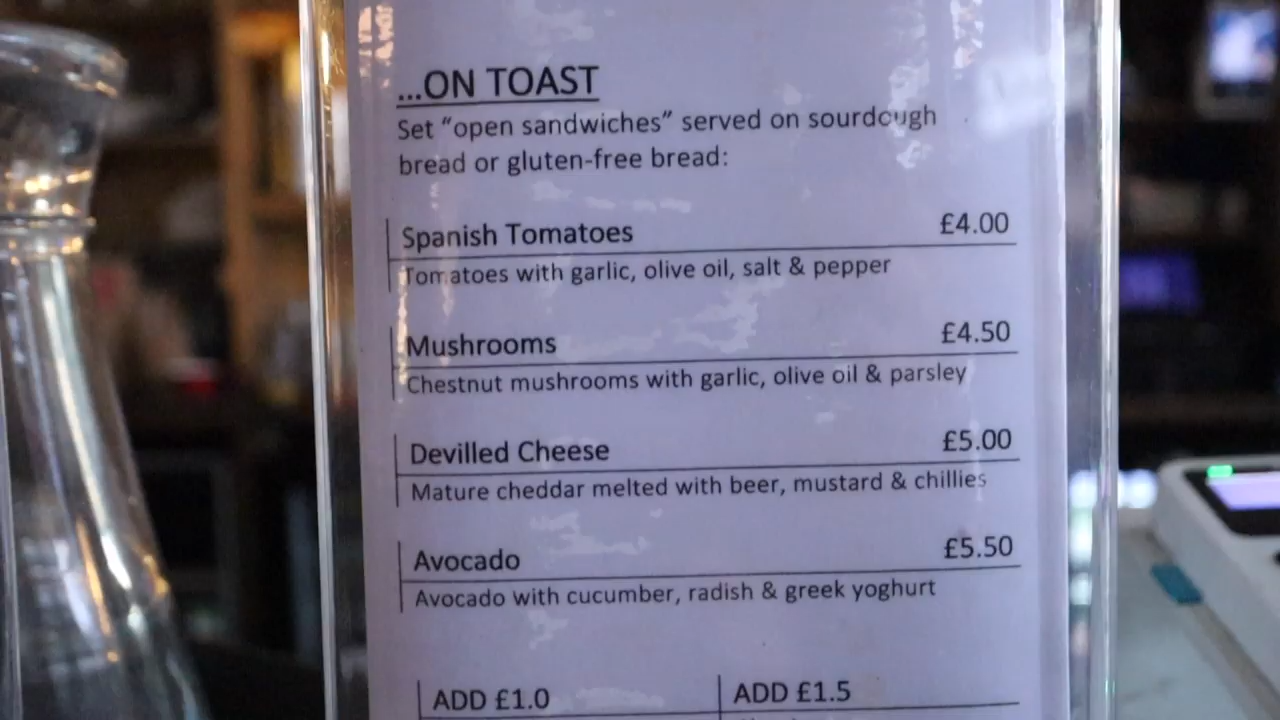 ...ON TOAST
Set “open sandwiches” served on sourdough
bread or gluten-free bread:
Spanish Tomatoes £4.00
Tomatoes with garlic, olive oil, salt & pepper
Mushrooms £4.50
Chestnut mushrooms with garlic, olive oil & parsley
Devilled Cheese £5.00
Mature cheddar melted with beer, mustard & chillies
Avocado £5.50
Avocado with cucumber, radish & greek yoghurt
ADD £1.0 ADD £1.5